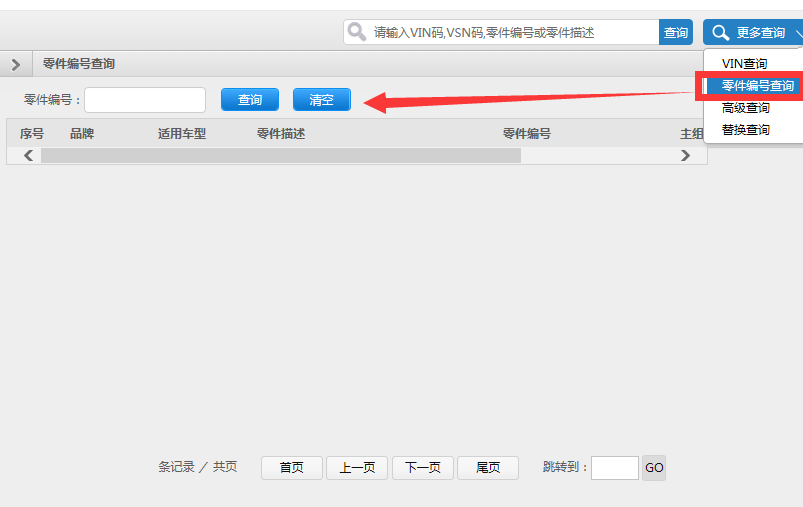 请输入VIN码,VSN码,零件编号或零件描述 查询 更多查询
VIN查询
零件编号查询
高级查询
替换查询
零件编号查询
零件编号： 查询 清空
序号 品牌 适用车型 零件描述 零件编号 主组
条记录 / 共页 首页 上一页 下一页 尾页 跳转到： GO